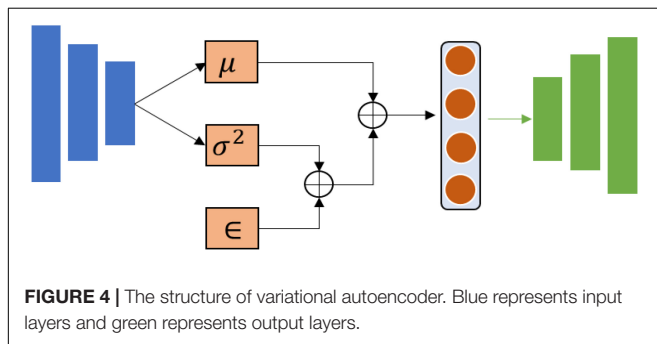 μ
σ²
∈
FIGURE 4 | The structure of variational autoencoder. Blue represents input
layers and green represents output layers.